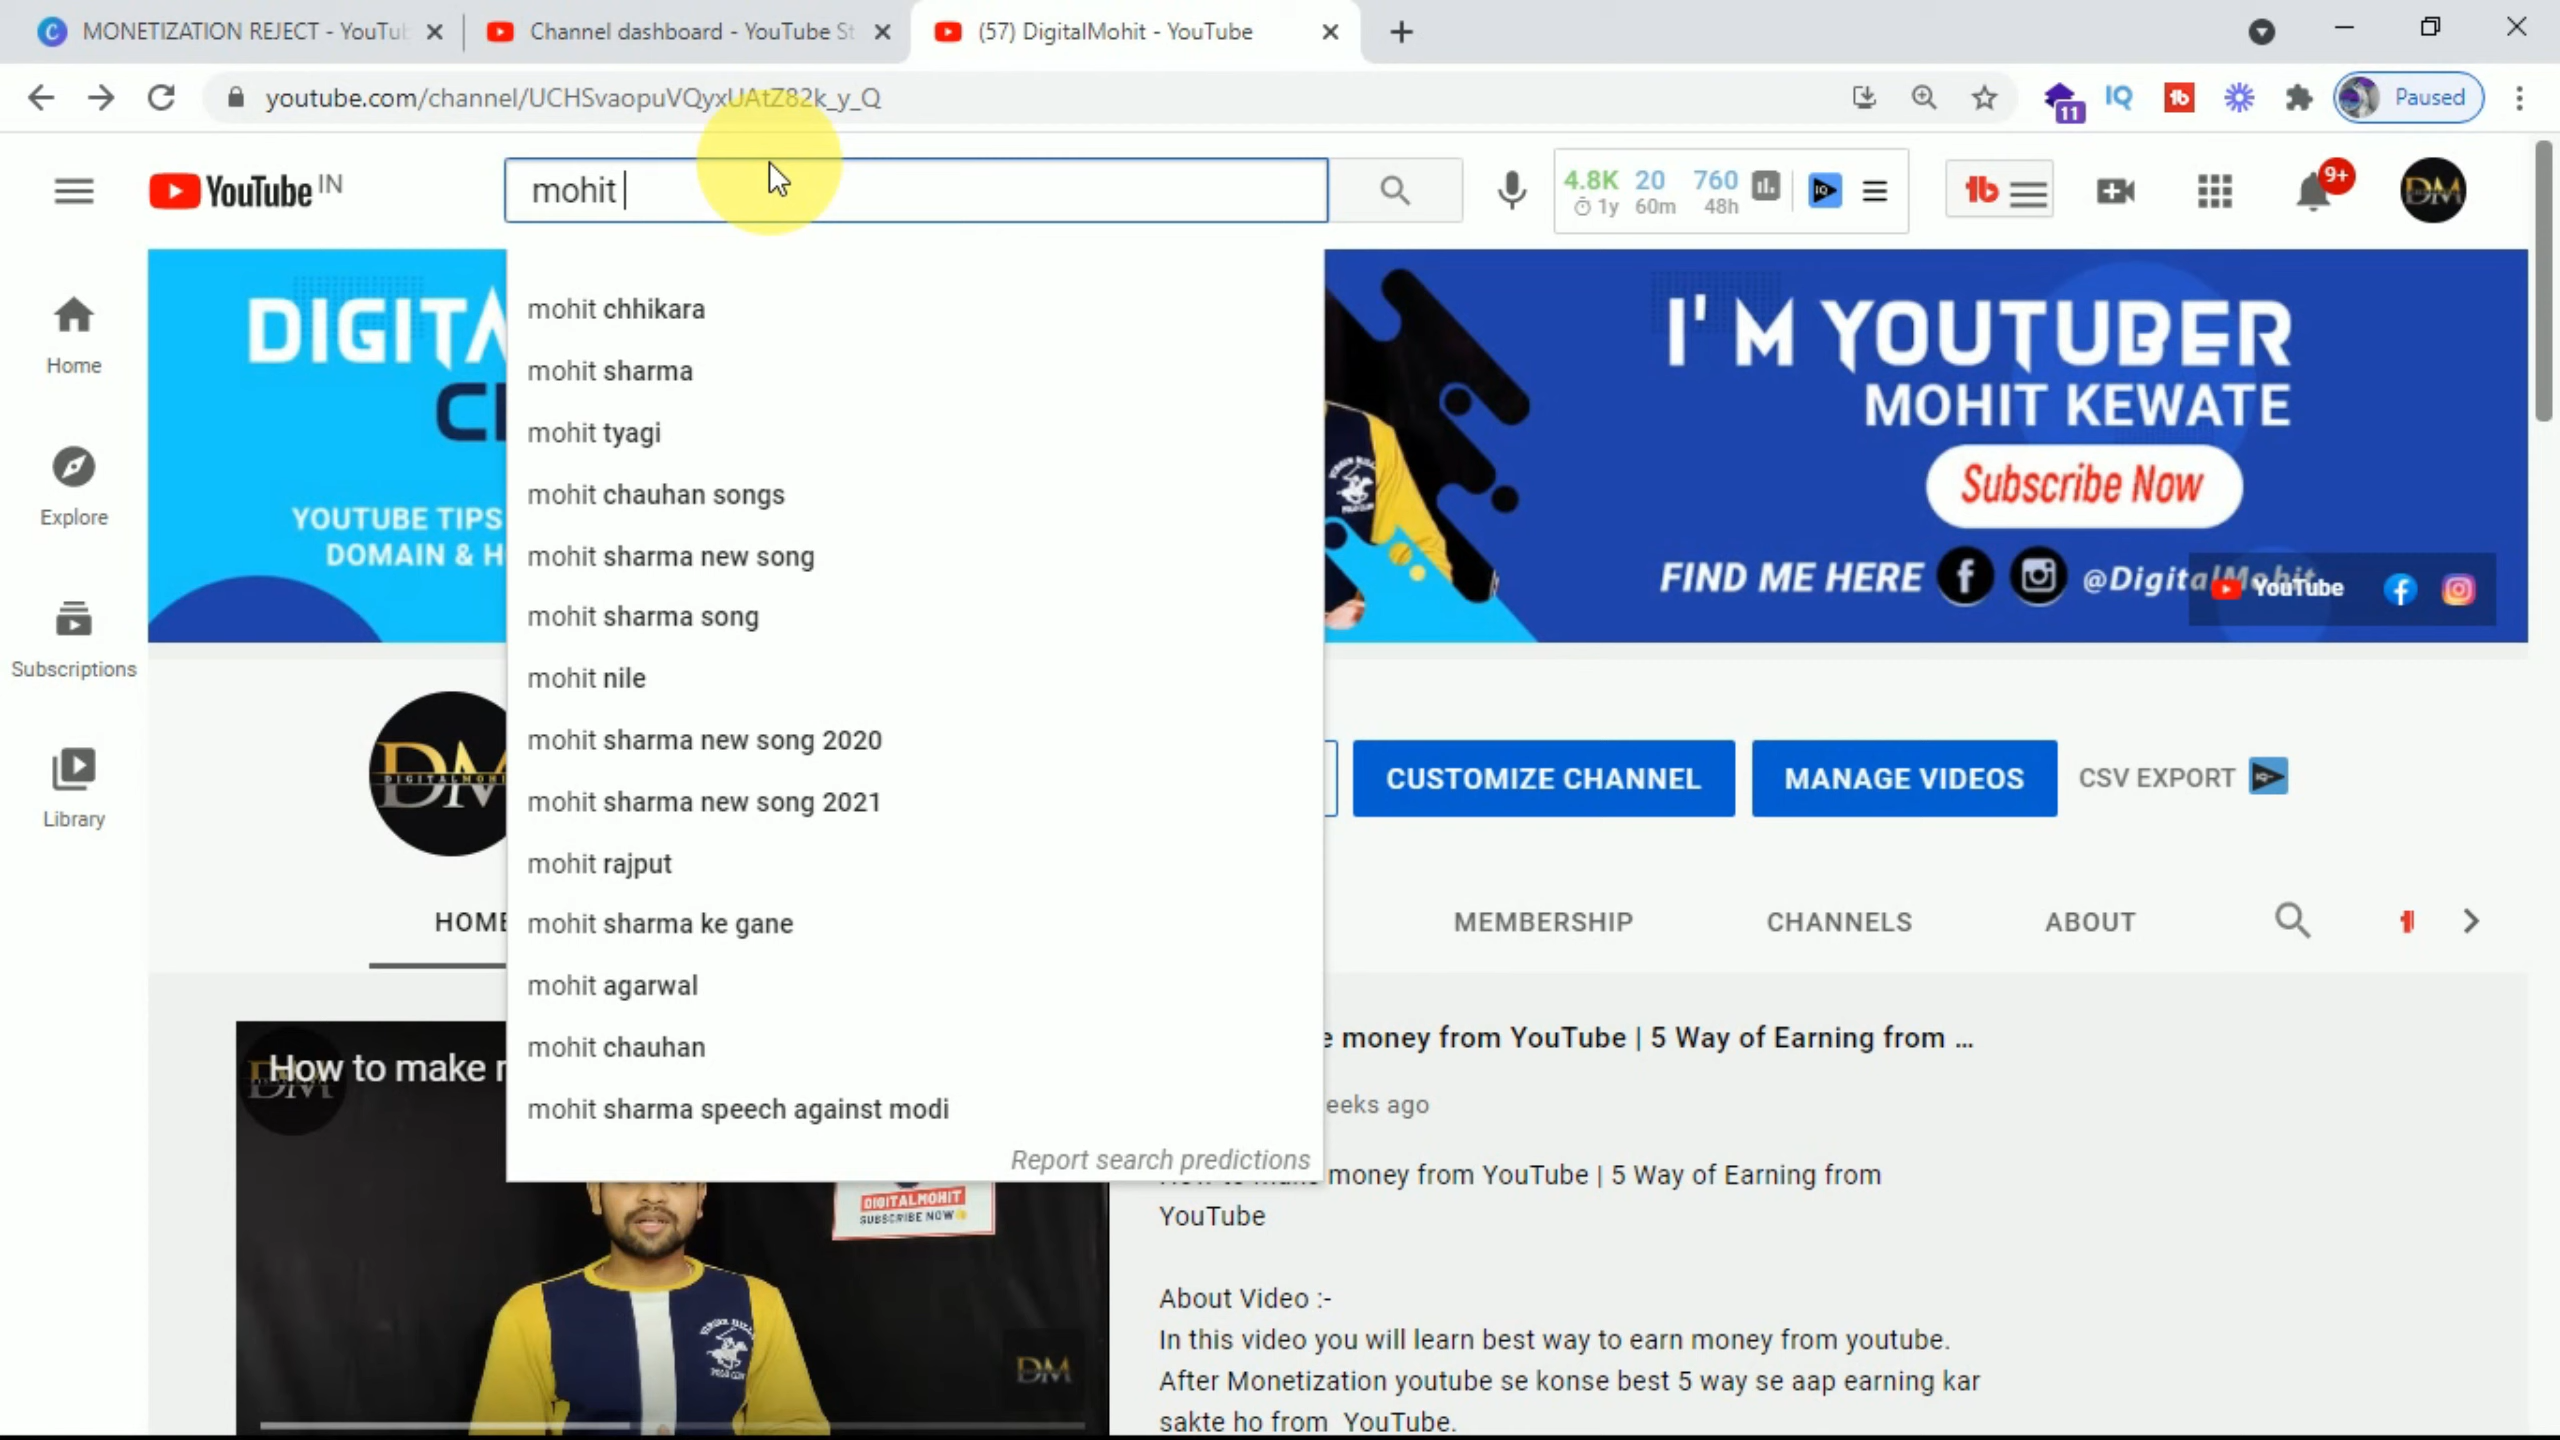 MONETIZATION REJECT - YouTu
Channel dashboard - YouTube St
(57) DigitalMohit - YouTube
youtube.com/channel/UCHSvaopuVQyxUAtZ82k_y_Q
11
IQ
Paused
YouTube IN
mohit
4.8K 20 760
1y 60m 48h
9+
DM
Home
Explore
Subscriptions
Library
mohit chhikara
mohit sharma
mohit tyagi
mohit chauhan songs
mohit sharma new song
mohit sharma song
mohit nile
mohit sharma new song 2020
mohit sharma new song 2021
mohit rajput
mohit sharma ke gane
mohit agarwal
mohit chauhan
mohit sharma speech against modi
Report search predictions
DIGITA
YOUTUBE TIPS
DOMAIN & H
I'M YOUTUBER
MOHIT KEWATE
Subscribe Now
FIND ME HERE @DigitalMohit
YouTube
DM
CUSTOMIZE CHANNEL
MANAGE VIDEOS
CSV EXPORT
HOME
MEMBERSHIP
CHANNELS
ABOUT
How to make
DIGITALMOHIT
SUBSCRIBE NOW
DM
e money from YouTube | 5 Way of Earning from ...
eeks ago
money from YouTube | 5 Way of Earning from
YouTube
About Video :-
In this video you will learn best way to earn money from youtube.
After Monetization youtube se konse best 5 way se aap earning kar
sakte ho from YouTube.